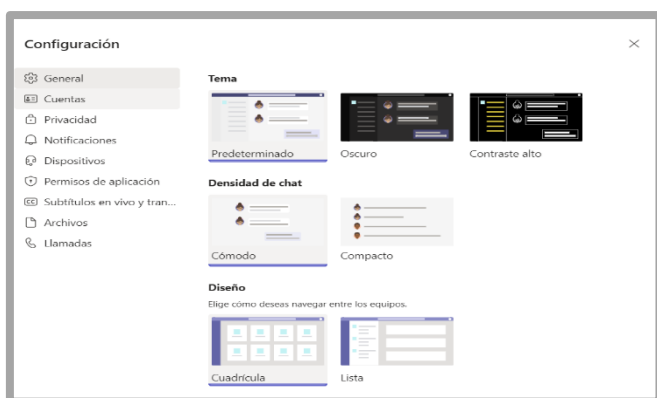 Configuración
General
Cuentas
Privacidad
Notificaciones
Dispositivos
Permisos de aplicación
Subtítulos en vivo y tran...
Archivos
Llamadas
Tema
Predeterminado
Oscuro
Contraste alto
Densidad de chat
Cómodo
Compacto
Diseño
Elige cómo deseas navegar entre los equipos.
Cuadrícula
Lista